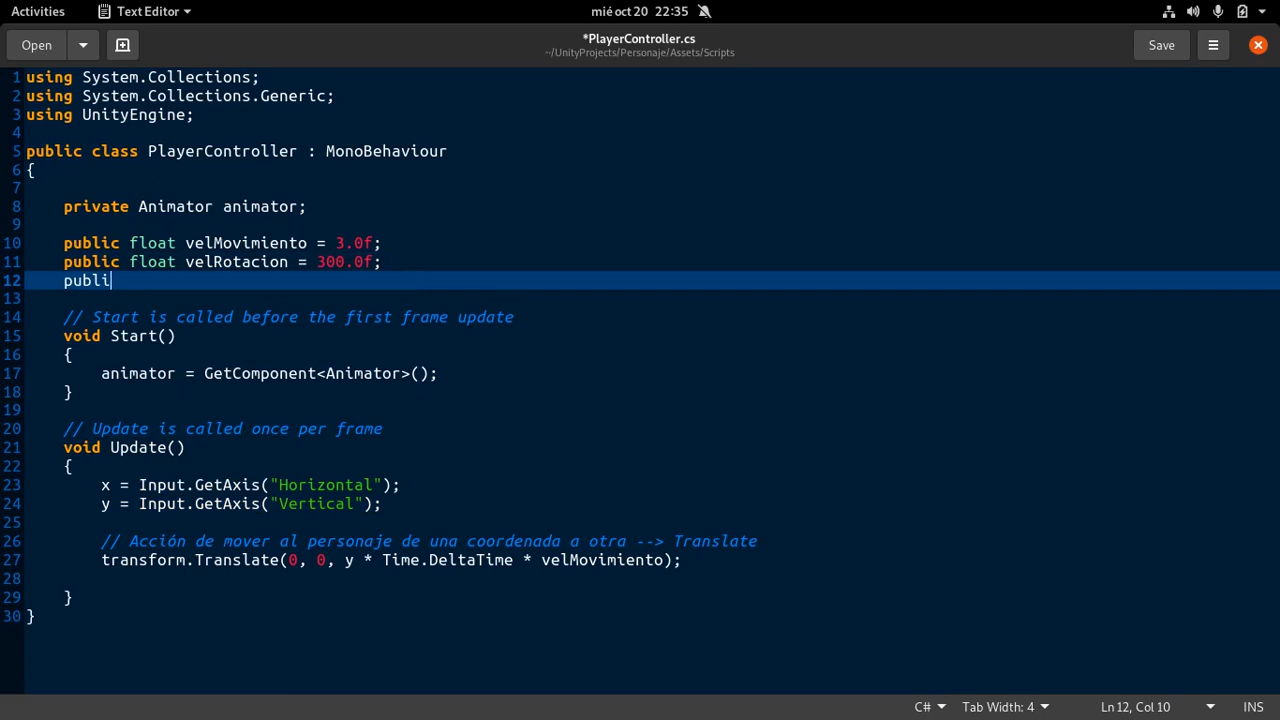 Activities Text Editor mié oct 20 22:35
Open *PlayerController.cs Save
~/UnityProjects/Personaje/Assets/Scripts
1 using System.Collections;
2 using System.Collections.Generic;
3 using UnityEngine;
4
5 public class PlayerController : MonoBehaviour
6 {
7
8 private Animator animator;
9
10 public float velMovimiento = 3.0f;
11 public float velRotacion = 300.0f;
12 publi
13
14 // Start is called before the first frame update
15 void Start()
16 {
17 animator = GetComponent<Animator>();
18 }
19
20 // Update is called once per frame
21 void Update()
22 {
23 x = Input.GetAxis("Horizontal");
24 y = Input.GetAxis("Vertical");
25
26 // Acción de mover al personaje de una coordenada a otra --> Translate
27 transform.Translate(0, 0, y * Time.DeltaTime * velMovimiento);
28
29 }
30 }
C# Tab Width: 4 Ln 12, Col 10 INS